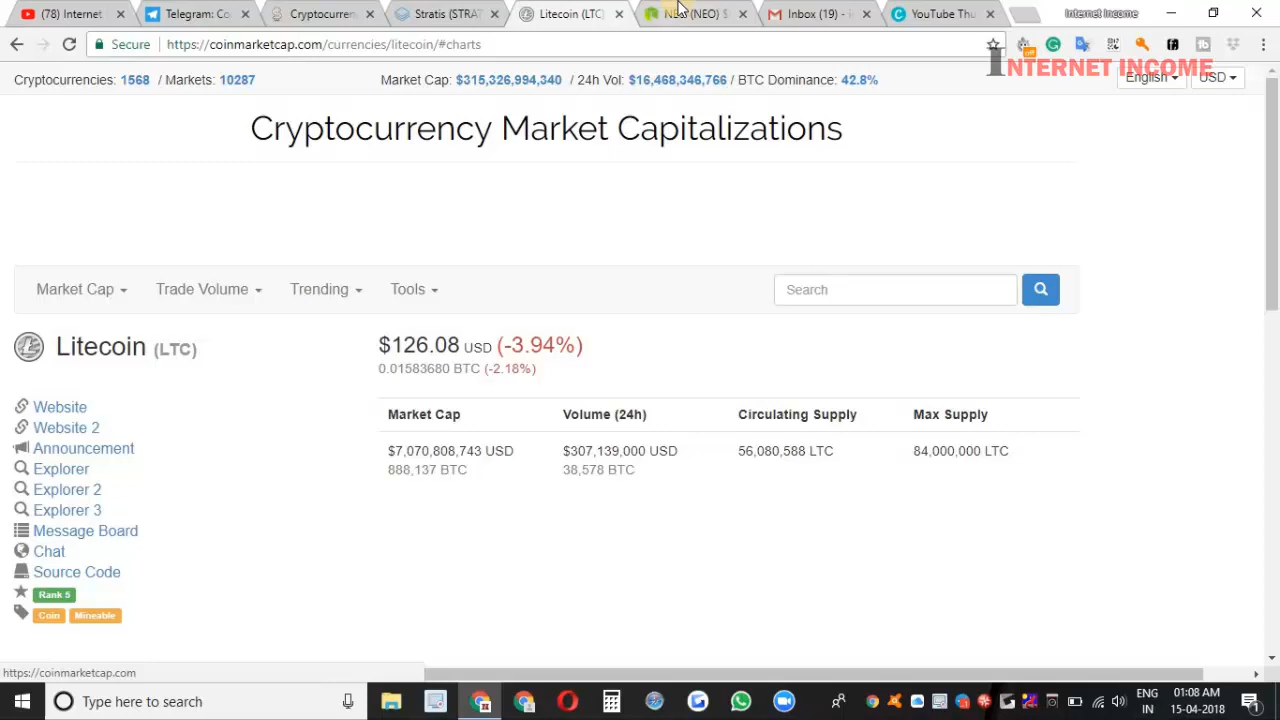 (78) Internet
Telegram: Co
Cryptocurren
Stratis (STRAT
Litecoin (LTC)
NEO (NEO) $
Inbox (19) -
YouTube Thu
Internet Income
Secure
https://coinmarketcap.com/currencies/litecoin/#charts
off
INTERNET INCOME
Cryptocurrencies: 1568 / Markets: 10287
Market Cap: $315,326,994,340 / 24h Vol: $16,468,346,766 / BTC Dominance: 42.8%
English
USD
Cryptocurrency Market Capitalizations
Market Cap
Trade Volume
Trending
Tools
Search
Litecoin (LTC)
$126.08 USD (-3.94%)
0.01583680 BTC (-2.18%)
Website
Website 2
Announcement
Explorer
Explorer 2
Explorer 3
Message Board
Chat
Source Code
Rank 5
Coin
Mineable
Market Cap
Volume (24h)
Circulating Supply
Max Supply
$7,070,808,743 USD
$307,139,000 USD
56,080,588 LTC
84,000,000 LTC
888,137 BTC
38,578 BTC
https://coinmarketcap.com
Type here to search
ENG
IN
01:08 AM
15-04-2018
1